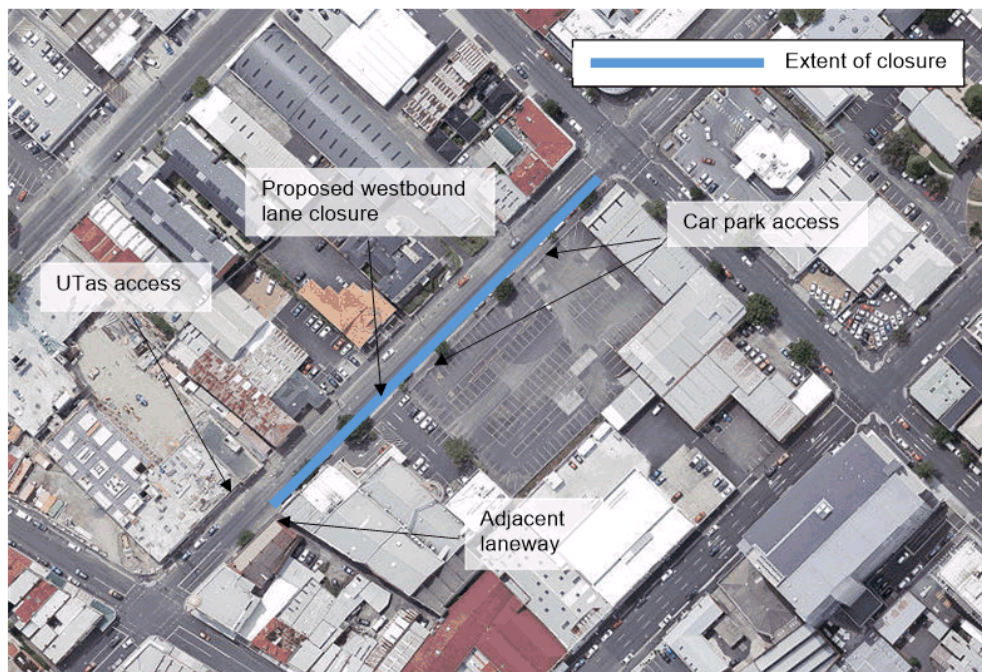 Extent of closure
Proposed westbound
lane closure
Car park access
UTas access
Adjacent
laneway